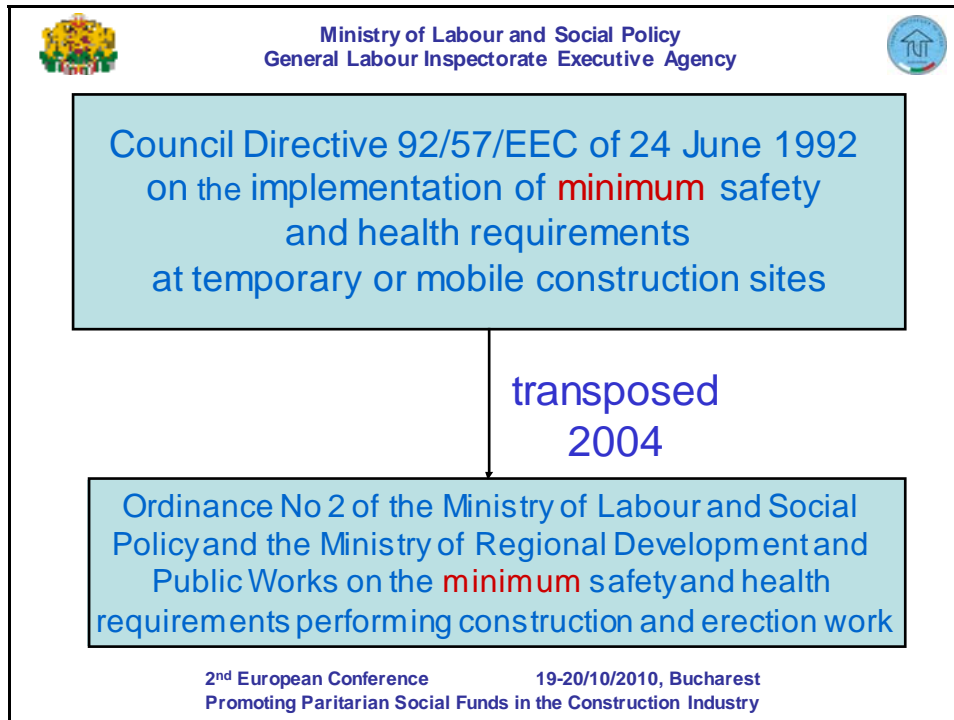 Ministry of Labour and Social Policy
General Labour Inspectorate Executive Agency
Council Directive 92/57/EEC of 24 June 1992
on the implementation of minimum safety
and health requirements
at temporary or mobile construction sites
transposed
2004
Ordinance No 2 of the Ministry of Labour and Social
Policy and the Ministry of Regional Development and
Public Works on the minimum safety and health
requirements performing construction and erection work
2nd European Conference 19-20/10/2010, Bucharest
Promoting Paritarian Social Funds in the Construction Industry